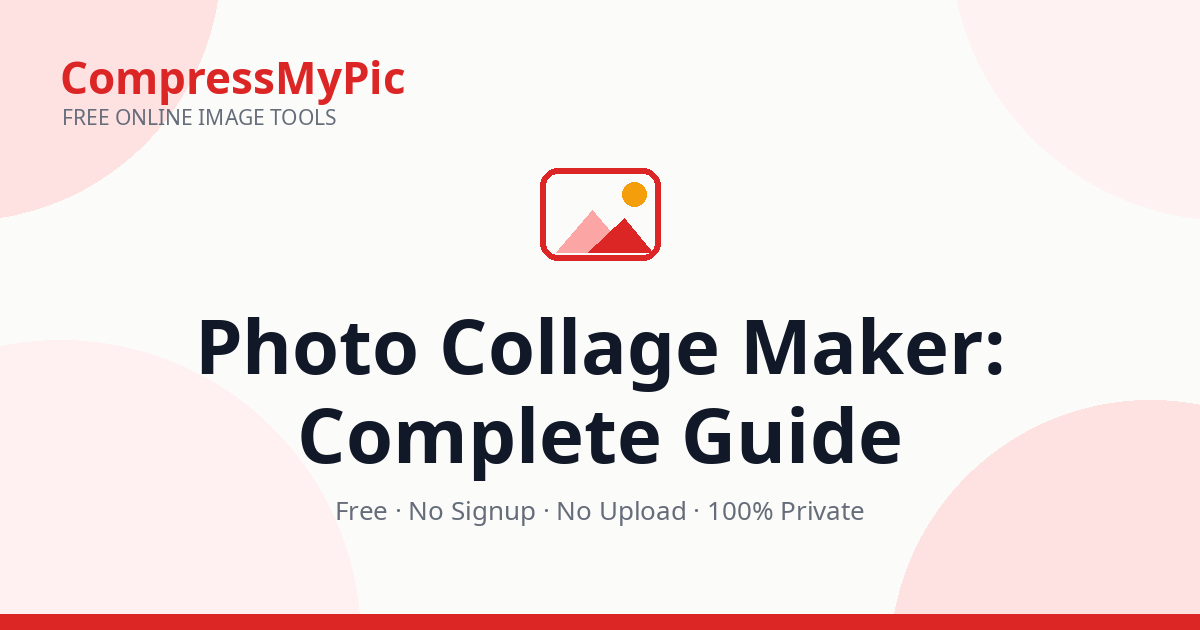 CompressMyPic
FREE ONLINE IMAGE TOOLS
Photo Collage Maker:
Complete Guide
Free · No Signup · No Upload · 100% Private